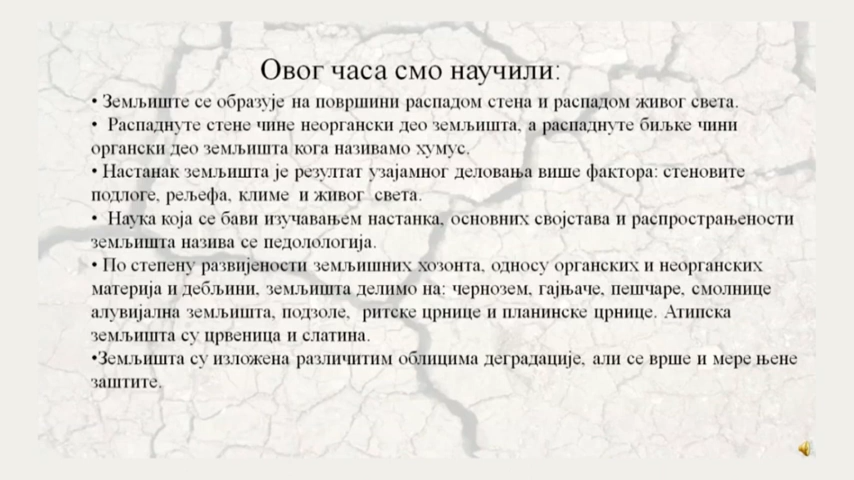 Овог часа смо научили:
• Земљиште се образује на површини распадом стена и распадом живог света.
• Распаднуте стене чине неоргански део земљишта, а распаднуте биљке чини
органски део земљишта кога називамо хумус.
• Настанак земљишта је резултат узајамног деловања више фактора: стеновите
подлоге, рељефа, климе и живог света.
• Наука која се бави изучавањем настанка, основних својстава и распрострањености
земљишта назива се педолологија.
• По степену развијености земљишних хозонта, односу органских и неорганских
материја и дебљини, земљишта делимо на: чернозем, гајњаче, пешчаре, смолнице
алувијална земљишта, подзоле, ритске црнице и планинске црнице. Атипска
земљишта су црвеница и слатина.
•Земљишта су изложена различитим облицима деградације, али се врше и мере њене
заштите.